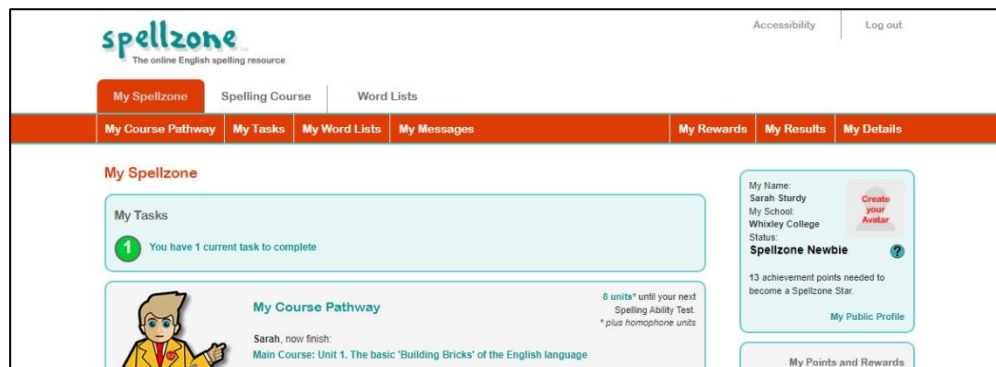 Accessibility Log out
spellzone
The online English spelling resource
My Spellzone Spelling Course Word Lists
My Course Pathway My Tasks My Word Lists My Messages My Rewards My Results My Details
My Spellzone
My Tasks
1 You have 1 current task to complete
My Course Pathway
8 units* until your next
Spelling Ability Test.
* plus homophone units
Sarah, now finish:
Main Course: Unit 1. The basic 'Building Bricks' of the English language
My Name:
Sarah Sturdy
My School:
Whixley College
Status:
Spellzone Newbie ?
Create
your
Avatar
13 achievement points needed to
become a Spellzone Star.
My Public Profile
My Points and Rewards